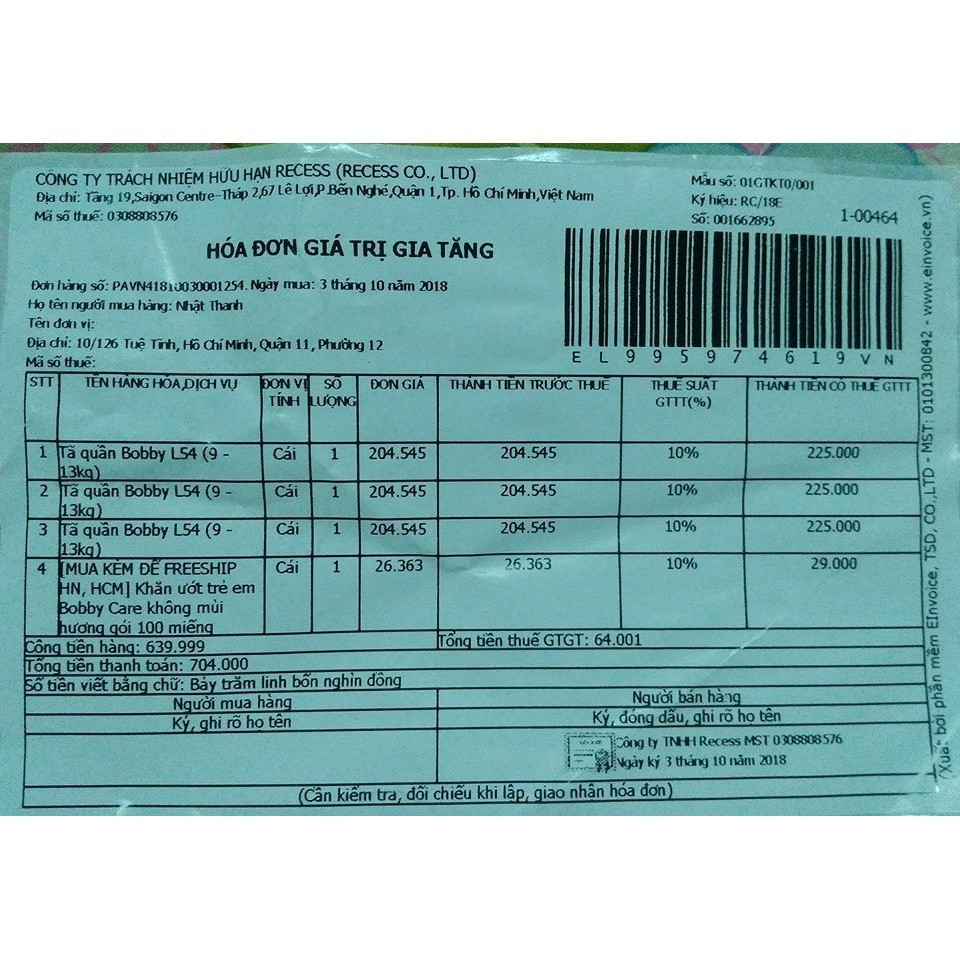 CÔNG TY TRÁCH NHIỆM HỮU HẠN RECESS (RECESS CO., LTD)
Địa chỉ: Tầng 19,Saigon Centre-Tháp 2,67 Lê Lợi,P.Bến Nghé,Quận 1,Tp. Hồ Chí Minh,Việt Nam
Mã số thuế: 0308808576
Mẫu số: 01GTKT0/001
Ký hiệu: RC/18E
Số: 001662895
1-00464
HÓA ĐƠN GIÁ TRỊ GIA TĂNG
EL995974619VN
Đơn hàng số: PAVN41810030001254. Ngày mua: 3 tháng 10 năm 2018
Họ tên người mua hàng: Nhật Thanh
Tên đơn vị:
Địa chỉ: 10/126 Tuệ Tĩnh, Hồ Chí Minh, Quận 11, Phường 12
Mã số thuế:
STT TÊN HÀNG HÓA,DỊCH VỤ ĐƠN VỊ TÍNH SỐ LƯỢNG ĐƠN GIÁ THÀNH TIỀN TRƯỚC THUẾ THUẾ SUẤT GTTT(%) THÀNH TIỀN CÓ THUẾ GTTT
1 Tã quần Bobby L54 (9 - Cái 1 204.545 204.545 10% 225.000
13kg)
2 Tã quần Bobby L54 (9 - Cái 1 204.545 204.545 10% 225.000
13kg)
3 Tã quần Bobby L54 (9 - Cái 1 204.545 204.545 10% 225.000
13kg)
4 [MUA KÈM ĐỂ FREESHIP Cái 1 26.363 26.363 10% 29.000
HN, HCM] Khăn ướt trẻ em
Bobby Care không mùi
hương gói 100 miếng
Cộng tiền hàng: 639.999 Tổng tiền thuế GTGT: 64.001
Tổng tiền thanh toán: 704.000
Số tiền viết bằng chữ: Bảy trăm linh bốn nghìn đồng
Người mua hàng Người bán hàng
Ký, ghi rõ họ tên Ký, đóng dấu, ghi rõ họ tên
Công ty TNHH Recess MST 0308808576
Ngày ký 3 tháng 10 năm 2018
(Cần kiểm tra, đối chiếu khi lập, giao nhận hóa đơn)
(Xuất bởi phần mềm EInvoice, TSD, CO.,LTD - MST: 0101300842 - www.einvoice.vn)